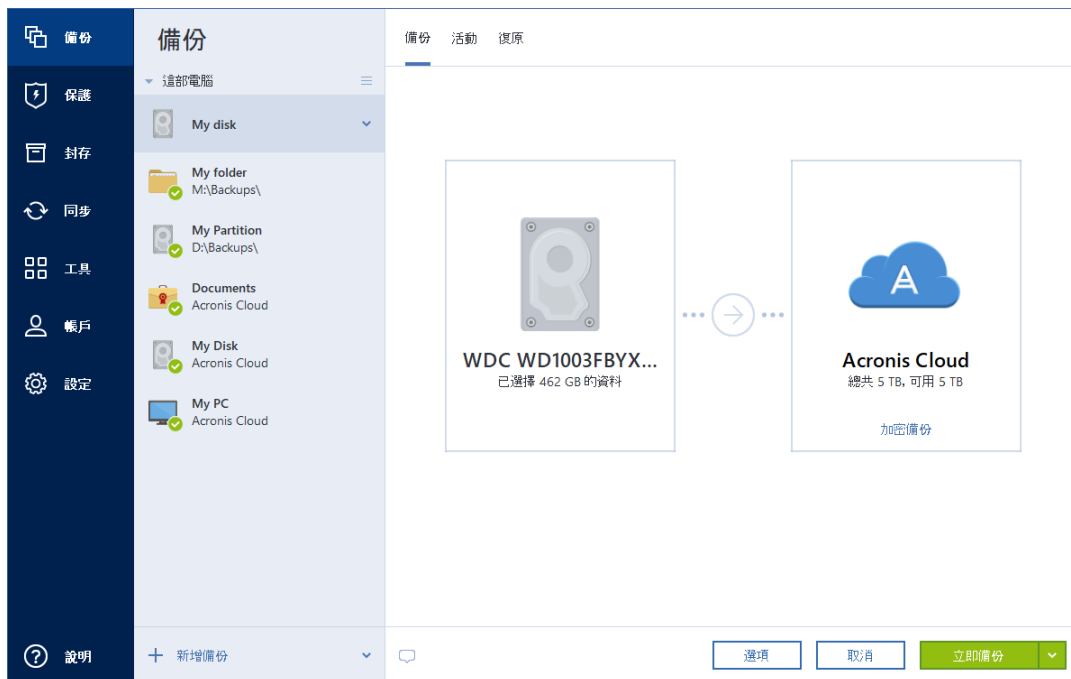 備份
保護
封存
同步
工具
帳戶
設定
說明
備份
這部電腦
My disk
My folder
M:\Backups\
My Partition
D:\Backups\
Documents
Acronis Cloud
My Disk
Acronis Cloud
My PC
Acronis Cloud
新增備份
備份 活動 復原
WDC WD1003FBYX...
已選擇 462 GB 的資料
Acronis Cloud
總共 5 TB, 可用 5 TB
加密備份
選項 取消 立即備份